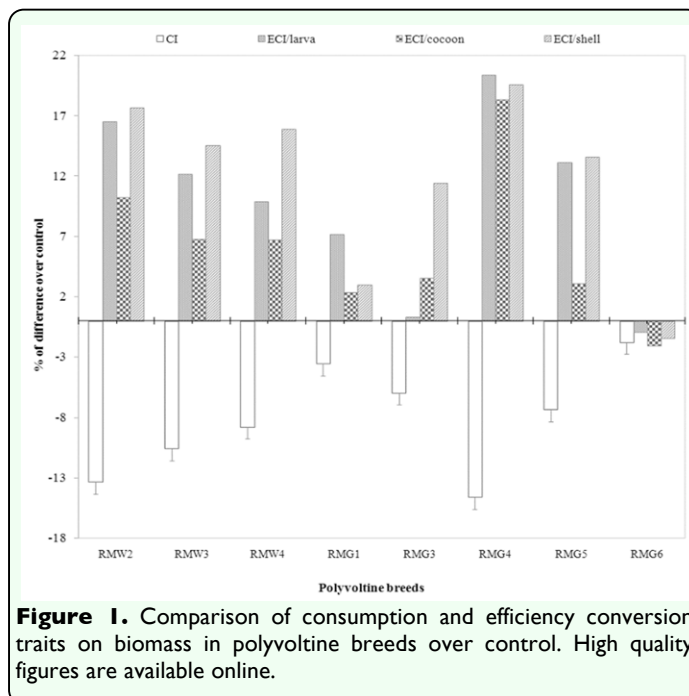 CI ECI/larva ECI/cocoon ECI/shell
22
17
12
7
2
-3
-8
-13
-18
% of difference over control
RMW2 RMW3 RMW4 RMG1 RMG3 RMG4 RMG5 RMG6
Polyvoltine breeds
Figure 1. Comparison of consumption and efficiency conversion
traits on biomass in polyvoltine breeds over control. High quality
figures are available online.